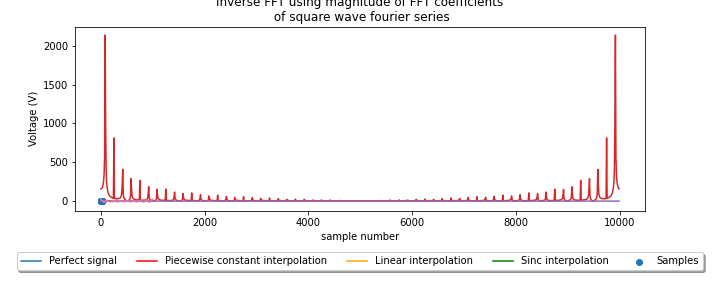 Inverse FFT using magnitude of FFT coefficients
of square wave fourier series
2000
1500
1000
500
0
Voltage (V)
0 2000 4000 6000 8000 10000
sample number
Perfect signal Piecewise constant interpolation Linear interpolation Sinc interpolation Samples